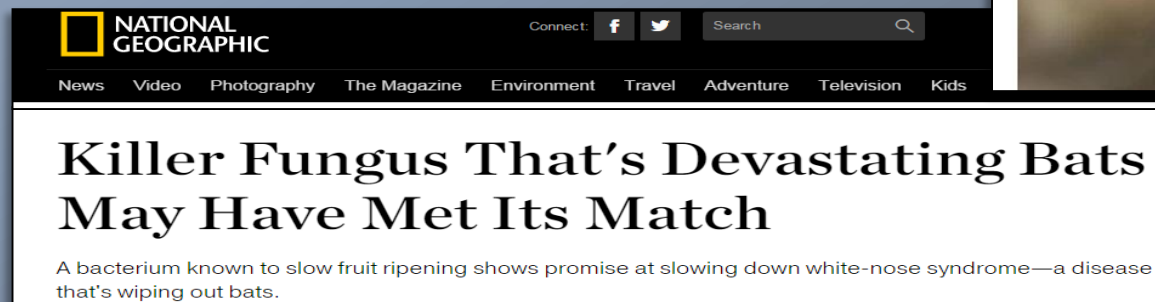 NATIONAL
GEOGRAPHIC
Connect: f
Search
News Video Photography The Magazine Environment Travel Adventure Television Kids
Killer Fungus That's Devastating Bats
May Have Met Its Match
A bacterium known to slow fruit ripening shows promise at slowing down white-nose syndrome—a disease
that's wiping out bats.